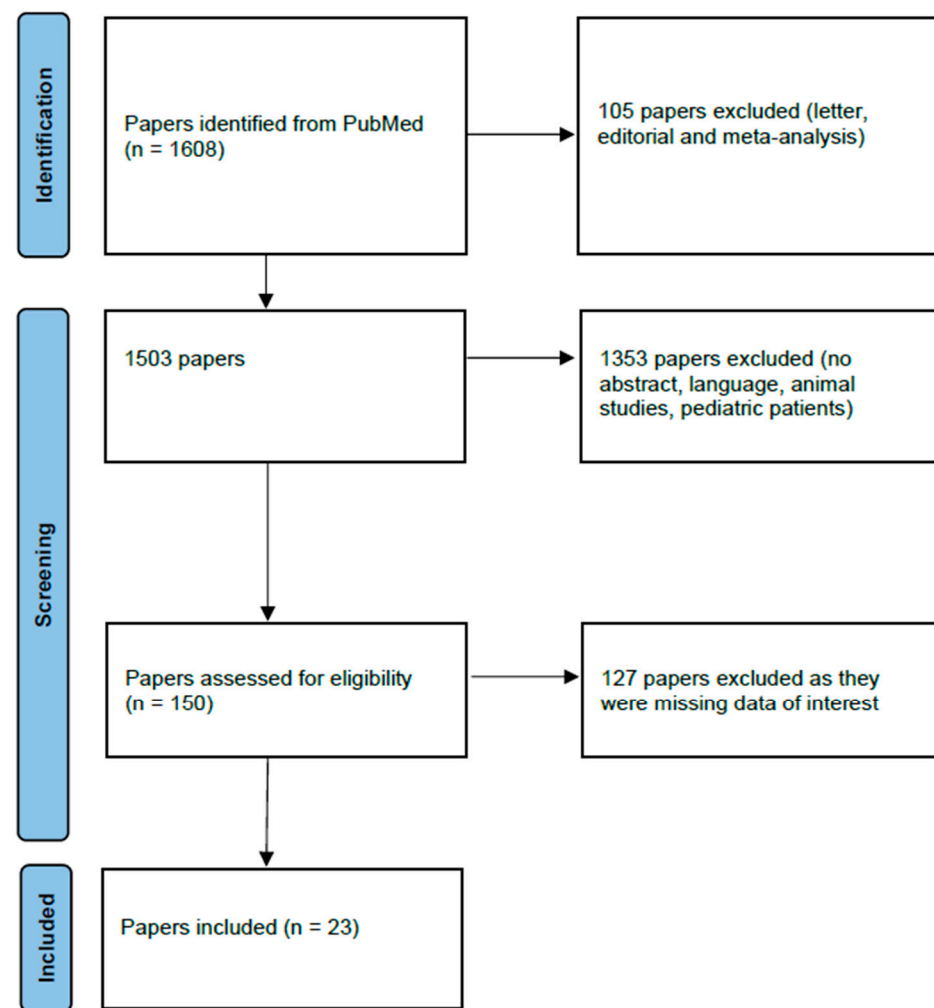 Identification
Papers identified from PubMed
(n = 1608)
105 papers excluded (letter,
editorial and meta-analysis)
Screening
1503 papers
1353 papers excluded (no
abstract, language, animal
studies, pediatric patients)
Papers assessed for eligibility
(n = 150)
127 papers excluded as they
were missing data of interest
Included
Papers included (n = 23)